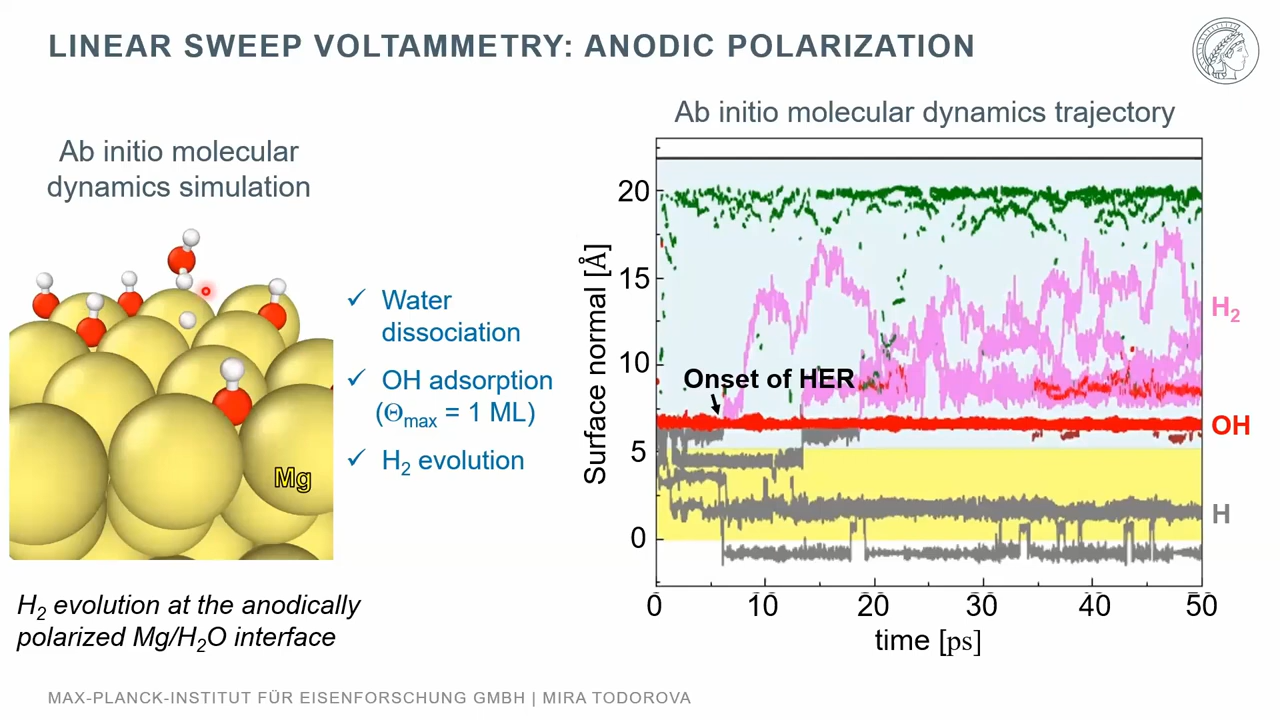 LINEAR SWEEP VOLTAMMETRY: ANODIC POLARIZATION
Ab initio molecular
dynamics simulation
Mg
H₂ evolution at the anodically
polarized Mg/H₂O interface
✓ Water
dissociation
✓ OH adsorption
(Θmax = 1 ML)
✓ H₂ evolution
Ab initio molecular dynamics trajectory
Surface normal [Å]
20
15
10
5
0
Onset of HER
H₂
OH
H
0 10 20 30 40 50
time [ps]
MAX-PLANCK-INSTITUT FÜR EISENFORSCHUNG GMBH | MIRA TODOROVA